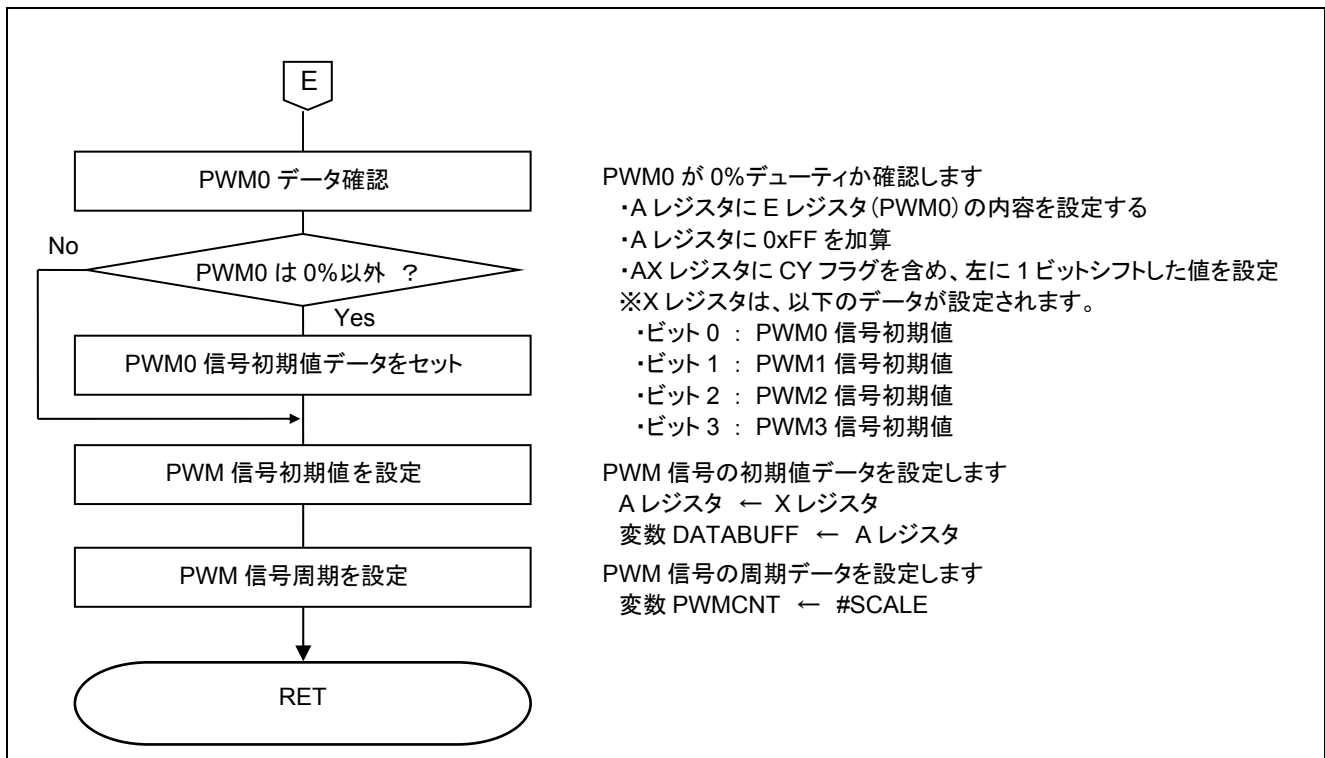 E
PWM0 データ確認
No
PWM0 は 0%以外 ？
Yes
PWM0 信号初期値データをセット
PWM 信号初期値を設定
PWM 信号周期を設定
RET
PWM0 が 0%デューティか確認します
・A レジスタに E レジスタ（PWM0）の内容を設定する
・A レジスタに 0xFF を加算
・AX レジスタに CY フラグを含め、左に 1 ビットシフトした値を設定
※X レジスタは、以下のデータが設定されます。
・ビット 0 ： PWM0 信号初期値
・ビット 1 ： PWM1 信号初期値
・ビット 2 ： PWM2 信号初期値
・ビット 3 ： PWM3 信号初期値
PWM 信号の初期値データを設定します
A レジスタ ← X レジスタ
変数 DATABUFF ← A レジスタ
PWM 信号の周期データを設定します
変数 PWMCNT ← #SCALE